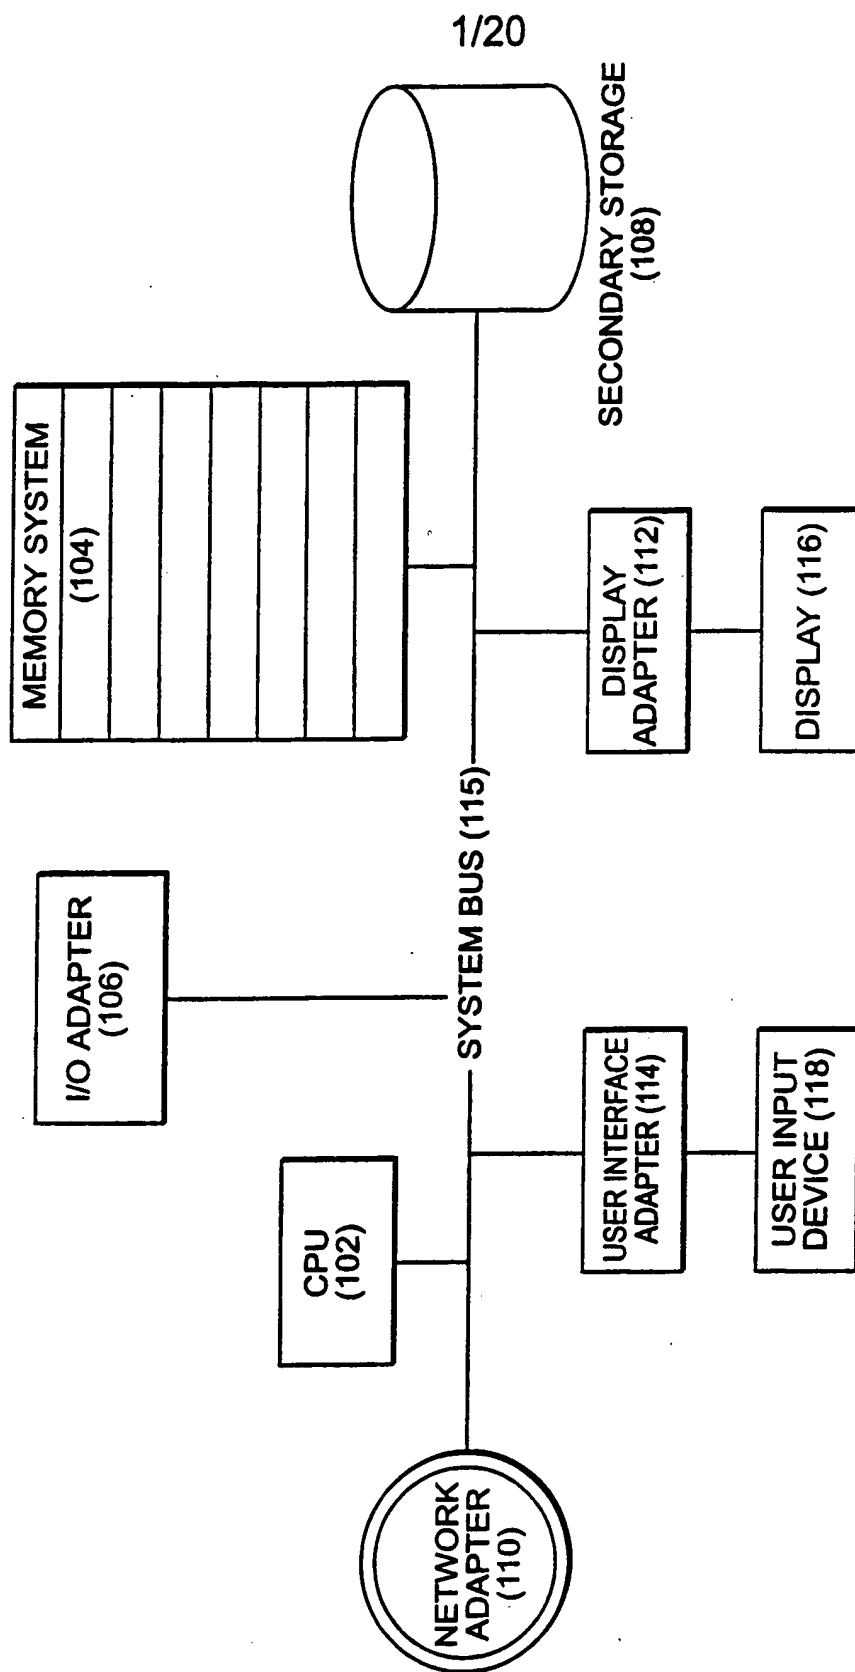 1/20
MEMORY SYSTEM
(104)
I/O ADAPTER
(106)
CPU
(102)
NETWORK
ADAPTER
(110)
SYSTEM BUS (115)
SECONDARY STORAGE
(108)
USER INTERFACE
ADAPTER (114)
USER INPUT
DEVICE (118)
DISPLAY
ADAPTER (112)
DISPLAY (116)